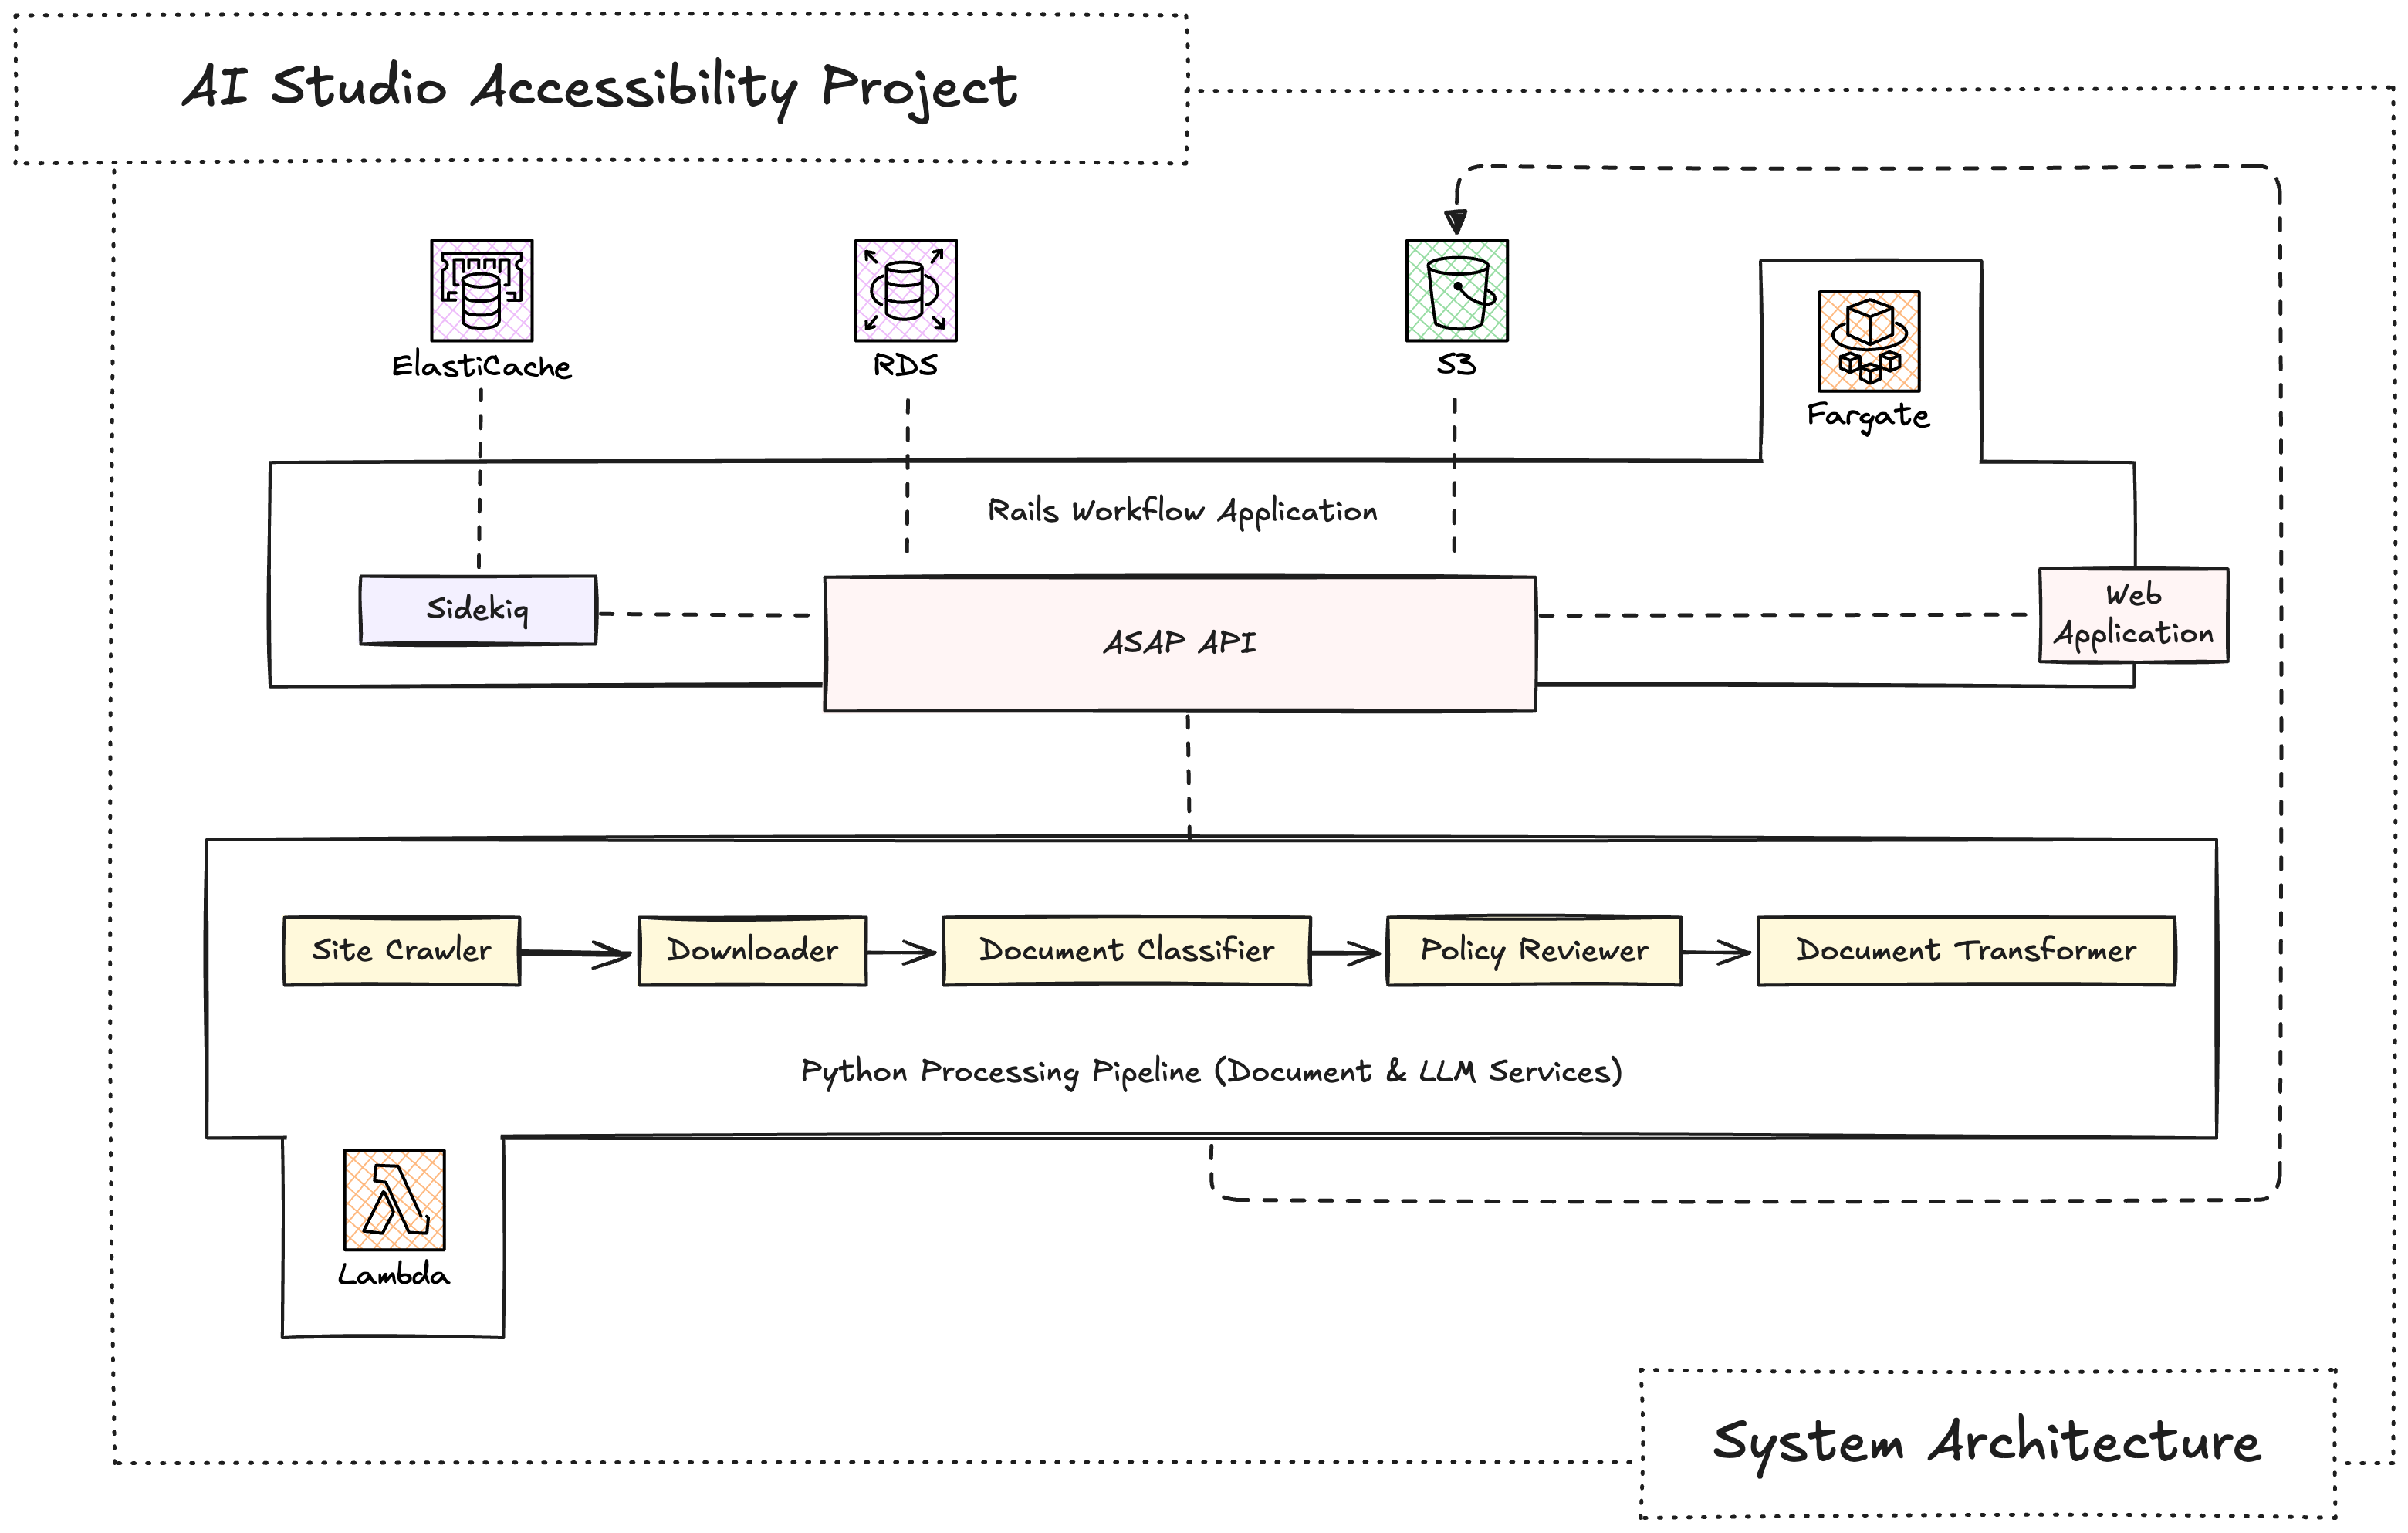 AI Studio Accessibility Project
ElastiCache
RDS
S3
Fargate
Rails Workflow Application
Sidekiq
ASAP API
Web
Application
Site Crawler
Downloader
Document Classifier
Policy Reviewer
Document Transformer
Python Processing Pipeline (Document & LLM Services)
Lambda
System Architecture